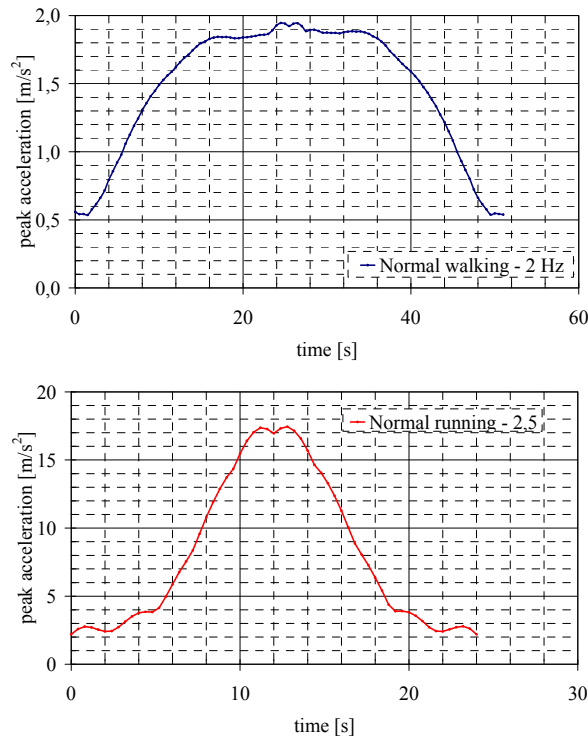 2,0
1,5
1,0
0,5
0,0
peak acceleration [m/s²]
Normal walking - 2 Hz
0 20 40 60
time [s]
20
15
10
5
0
peak acceleration [m/s²]
Normal running - 2.5
0 10 20 30
time [s]